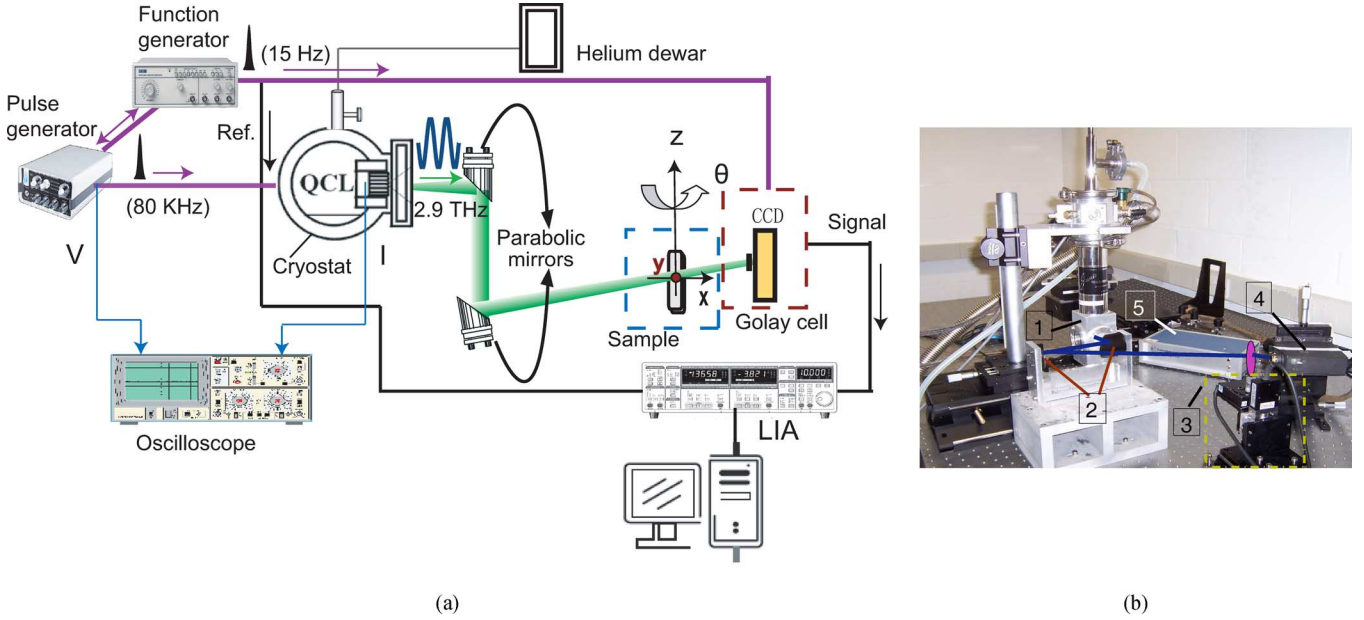 Function
generator
(15 Hz)
Helium dewar
Pulse
generator
Ref.
(80 KHz)
QCL
2.9 THz
Cryostat
V
I
Parabolic
mirrors
z
θ
y
x
CCD
Signal
Sample
Golay cell
Oscilloscope
LIA
1
2
3
4
5
(a)
(b)